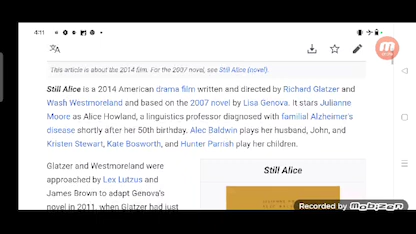 4:11
This article is about the 2014 film. For the 2007 novel, see Still Alice (novel).
Still Alice is a 2014 American drama film written and directed by Richard Glatzer and
Wash Westmoreland and based on the 2007 novel by Lisa Genova. It stars Julianne
Moore as Alice Howland, a linguistics professor diagnosed with familial Alzheimer's
disease shortly after her 50th birthday. Alec Baldwin plays her husband, John, and
Kristen Stewart, Kate Bosworth, and Hunter Parrish play her children.
Glatzer and Westmoreland were
approached by Lex Lutzus and
James Brown to adapt Genova's
novel in 2011, when Glatzer had just
Still Alice
Recorded by Mobizen